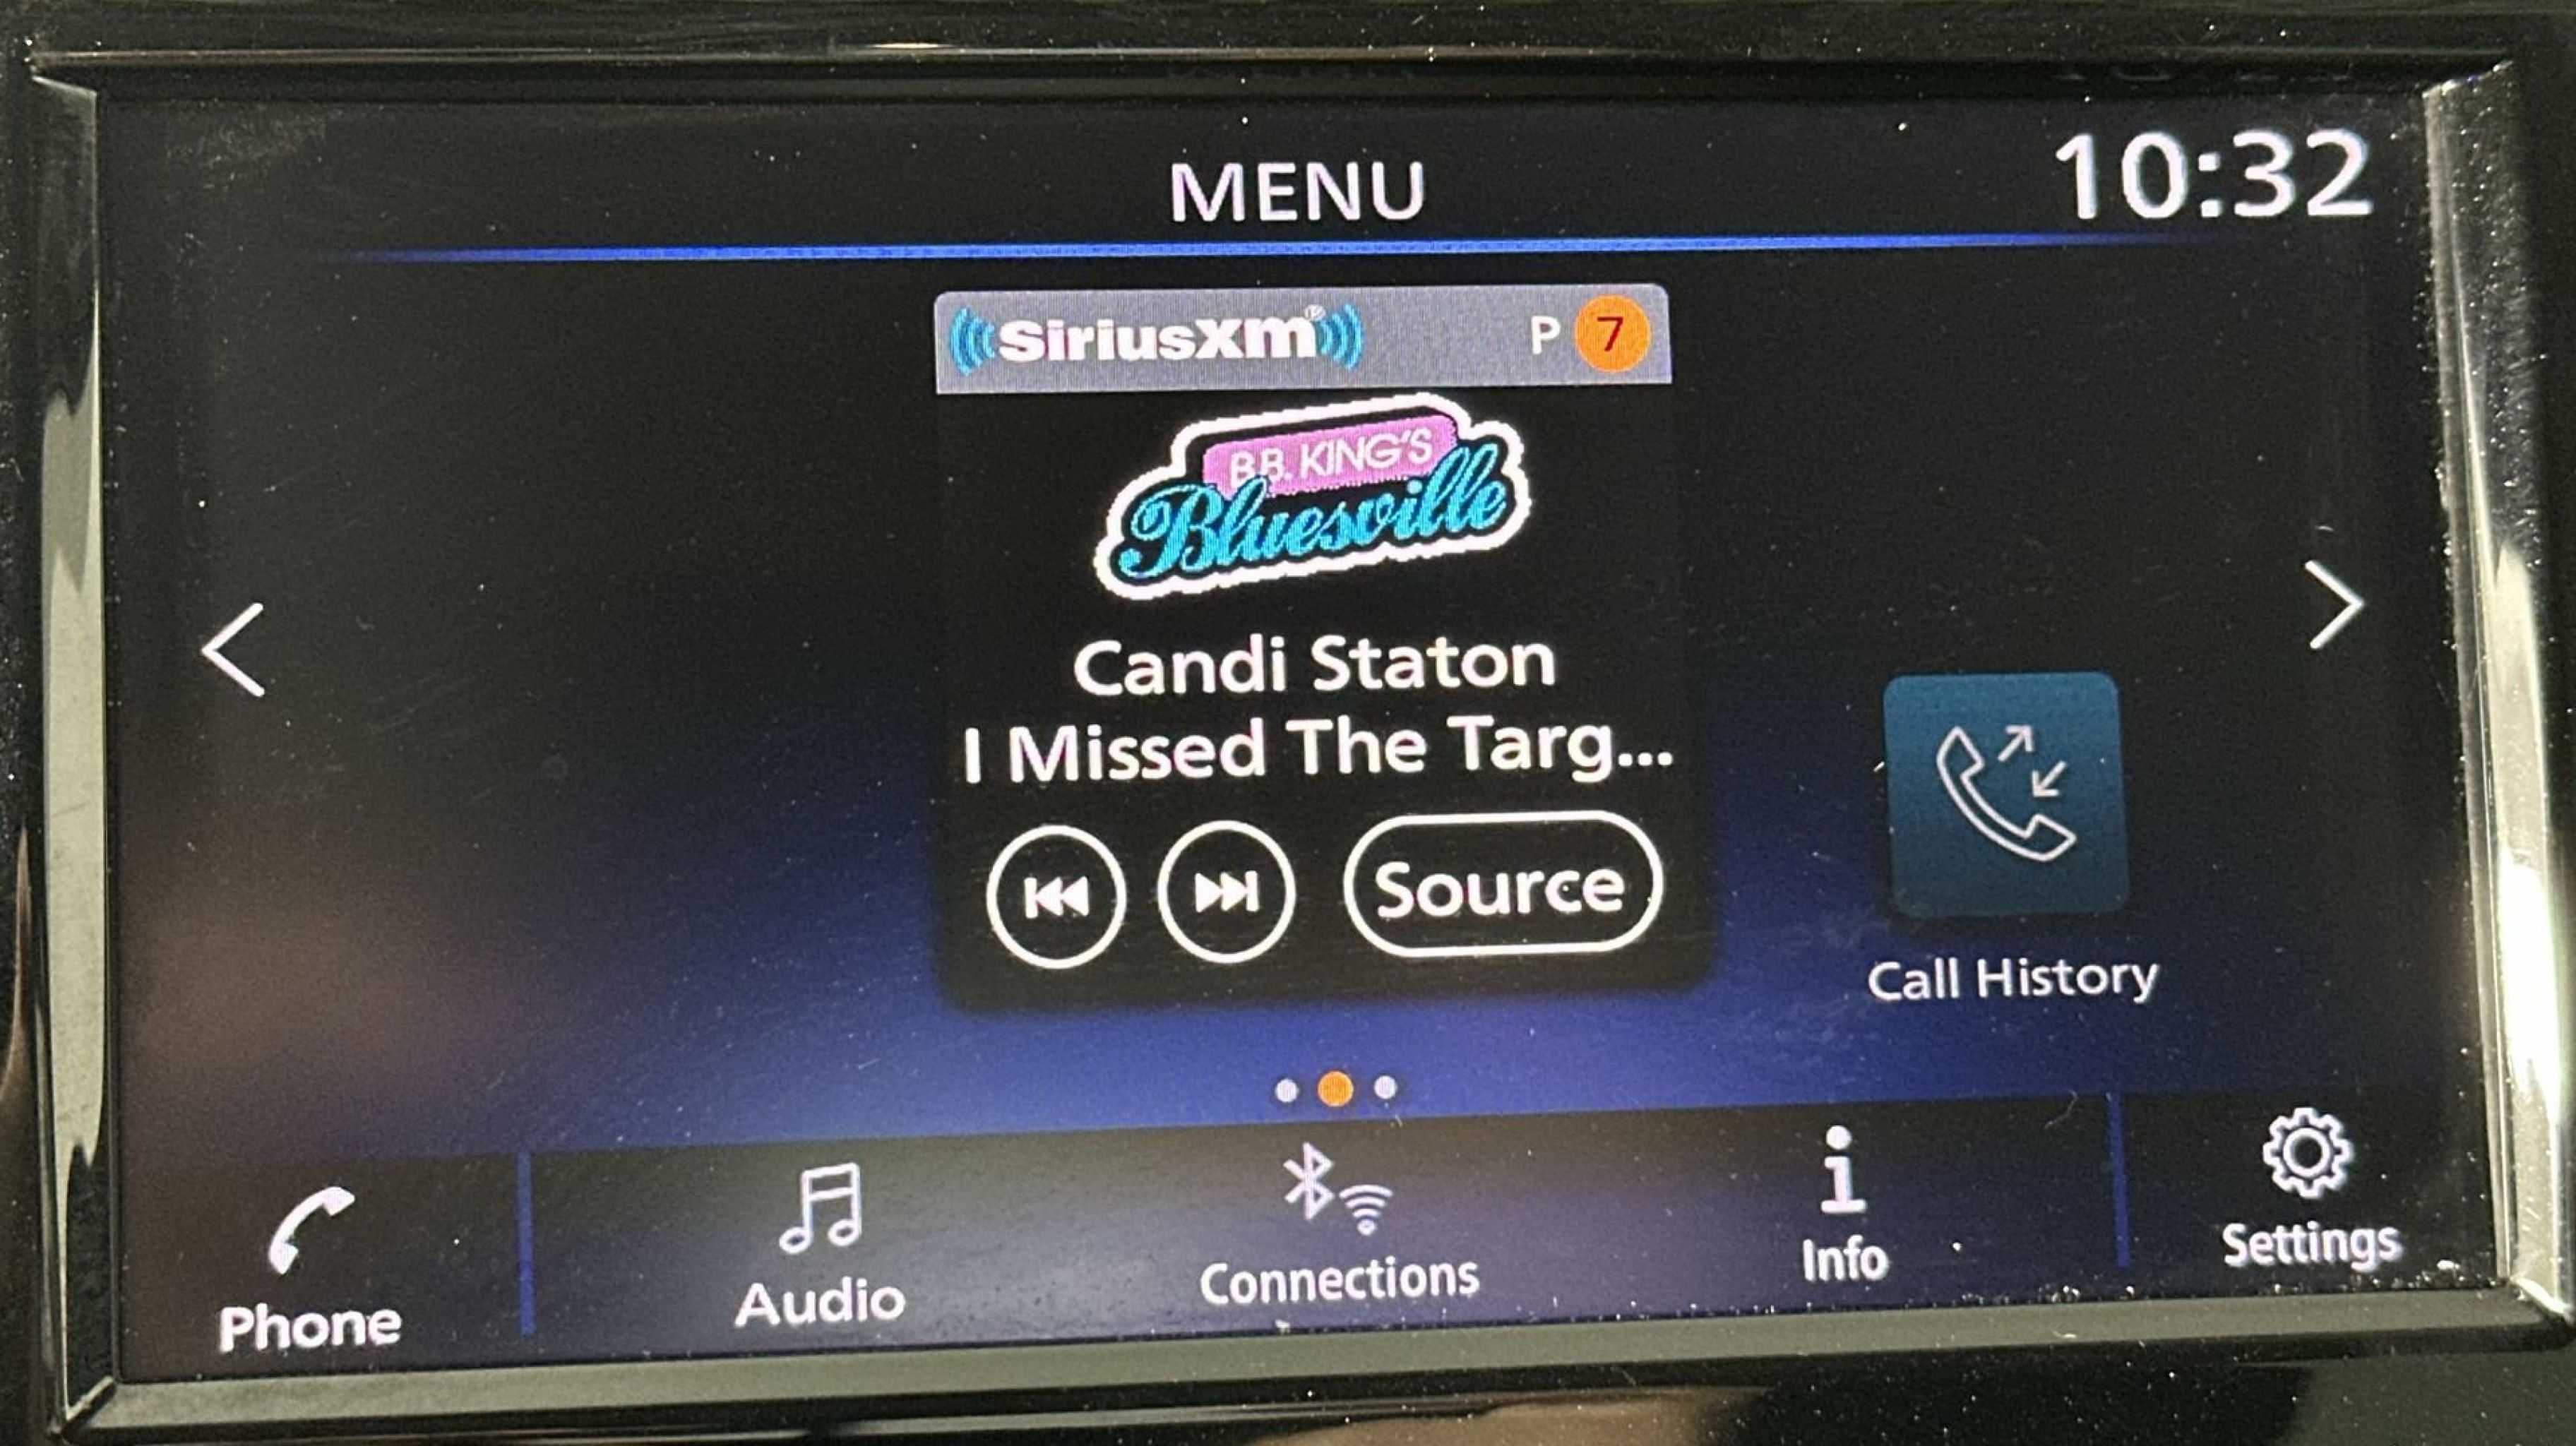 MENU
10:32
SiriusXm®
P 7
B.B. KING'S
Bluesville
Candi Staton
I Missed The Targ...
Source
Call History
Phone
Audio
Connections
Info
Settings